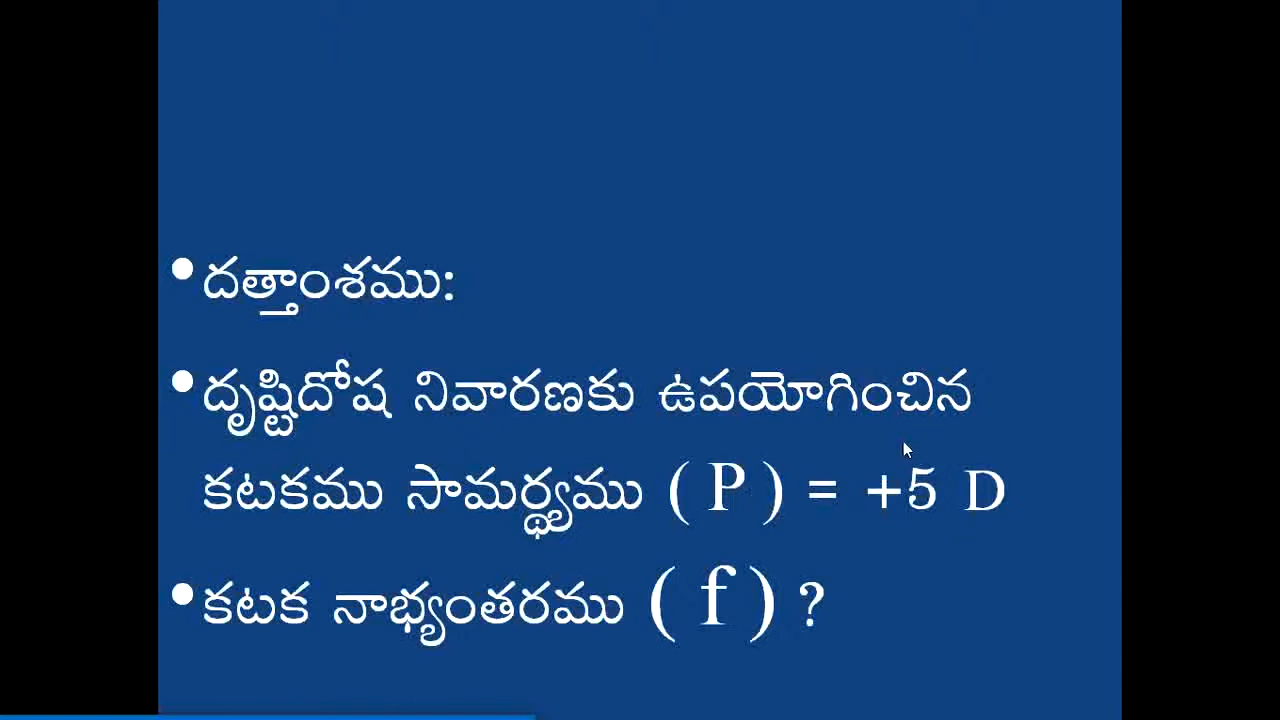 • దత్తాంశము:
• దృష్టిదోష నివారణకు ఉపయోగించిన
కటకము సామర్థ్యము ( P ) = +5 D
• కటక నాభ్యంతరము ( f ) ?